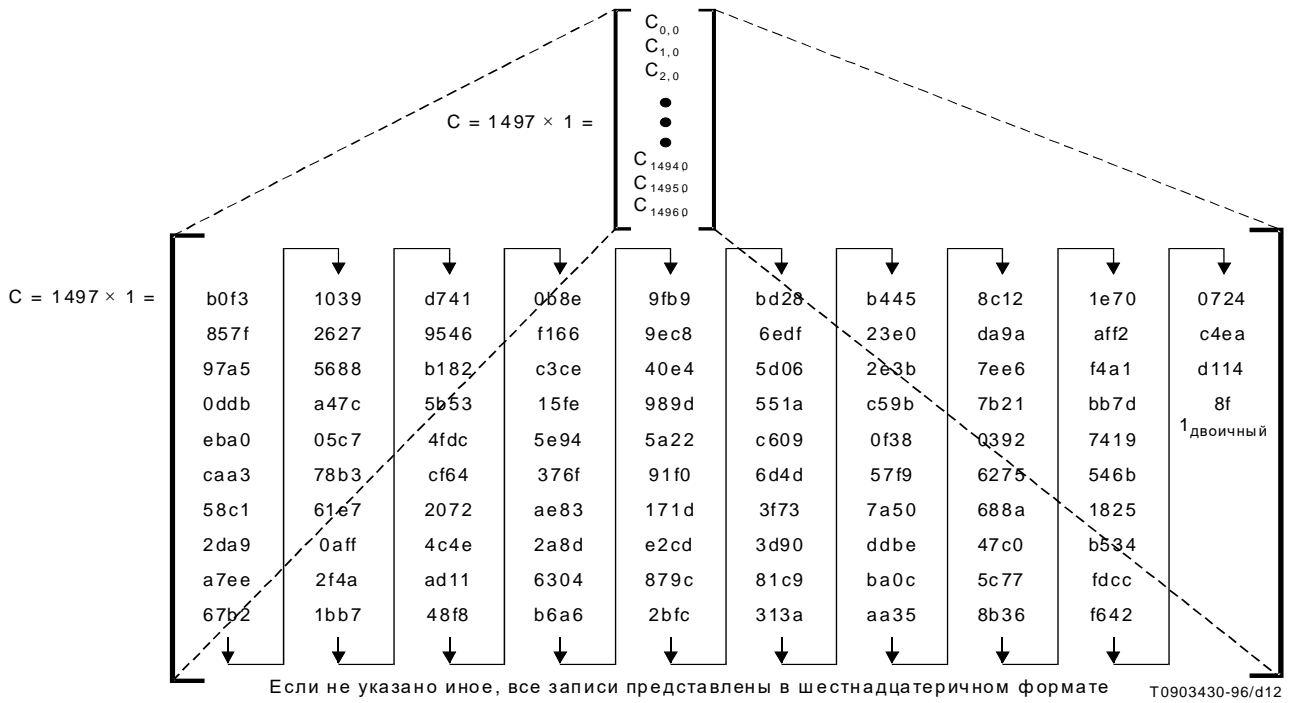 C0,0
C1,0
C2,0
C = 1497 × 1 =
C1494,0
C1495,0
C1496,0
C = 1497 × 1 =
b0f3 1039 d741 0b8e 9fb9 bd28 b445 8c12 1e70 0724
857f 2627 9546 f166 9ec8 6edf 23e0 da9a aff2 c4ea
97a5 5688 b182 c3ce 40e4 5d06 2e3b 7ee6 f4a1 d114
0ddb a47c 5b53 15fe 989d 551a c59b 7b21 bb7d 8f
eba0 05c7 4fdc 5e94 5a22 c609 0f38 0392 7419 1двоичный
caa3 78b3 cf64 376f 91f0 6d4d 57f9 6275 546b
58c1 61e7 2072 ae83 171d 3f73 7a50 688a 1825
2da9 0aff 4c4e 2a8d e2cd 3d90 ddbe 47c0 b534
a7ee 2f4a ad11 6304 879c 81c9 ba0c 5c77 fdcc
67b2 1bb7 48f8 b6a6 2bfc 313a aa35 8b36 f642
Если не указано иное, все записи представлены в шестнадцатеричном формате
T0903430-96/d12